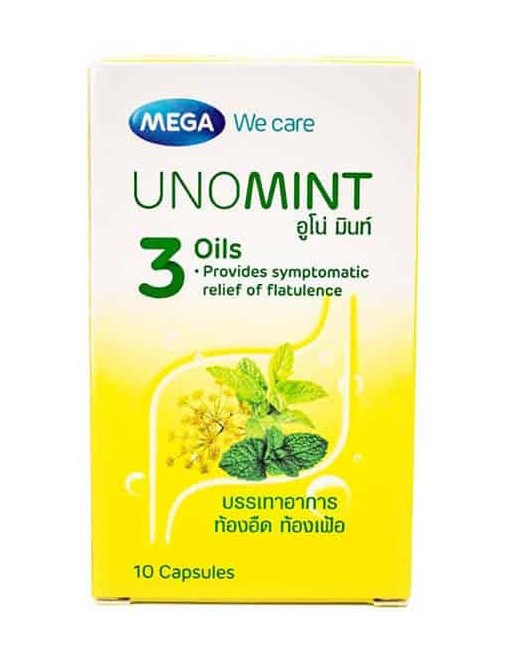 MEGA We care
UNOMINT
อูโน่ มินท์
3 Oils
• Provides symptomatic
relief of flatulence
บรรเทาอาการ
ท้องอืด ท้องเฟ้อ
10 Capsules